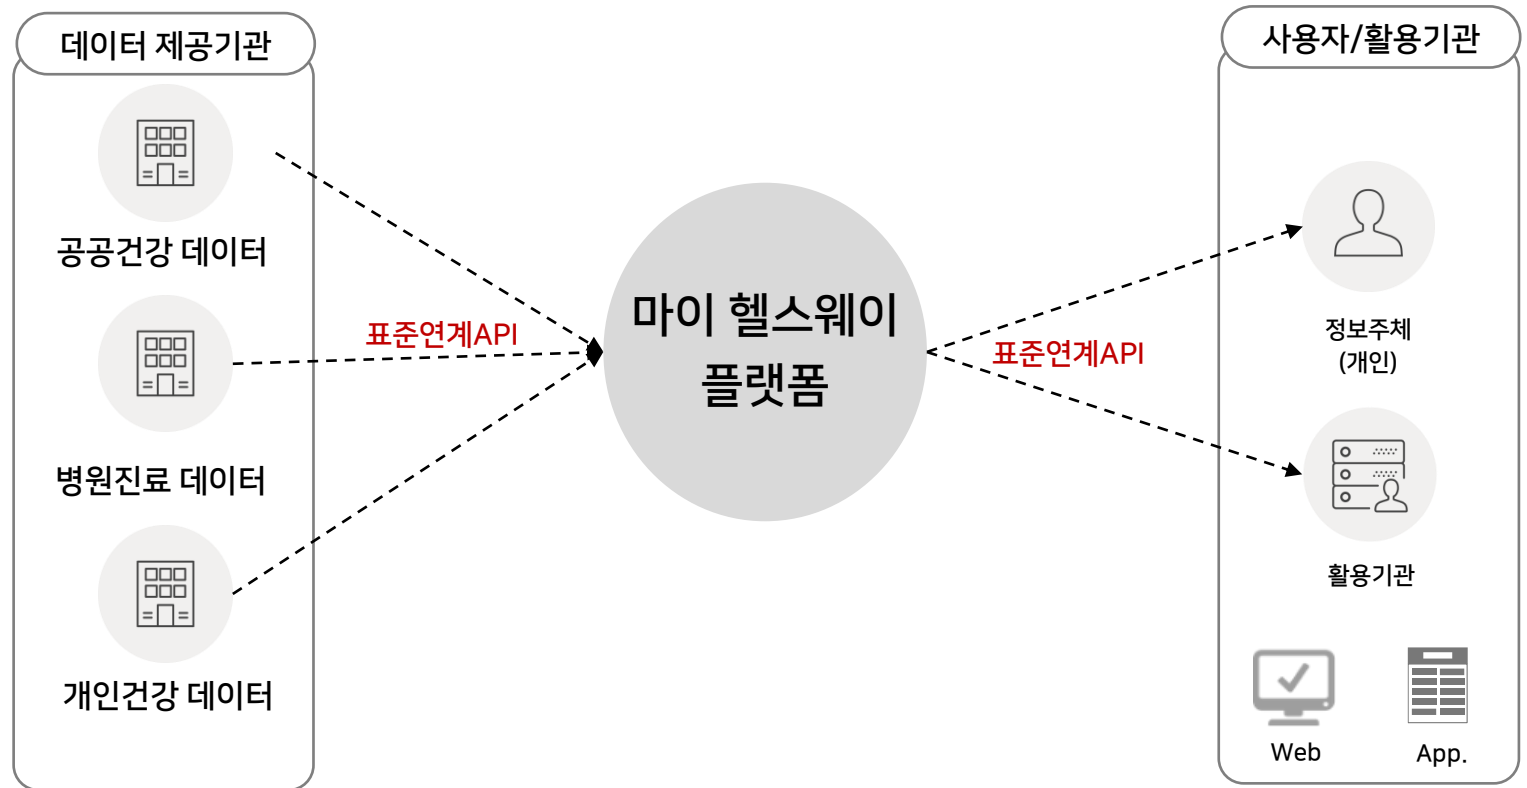 데이터 제공기관
공공건강 데이터
병원진료 데이터
개인건강 데이터
표준연계API
마이 헬스웨이
플랫폼
표준연계API
사용자/활용기관
정보주체
(개인)
활용기관
Web
App.